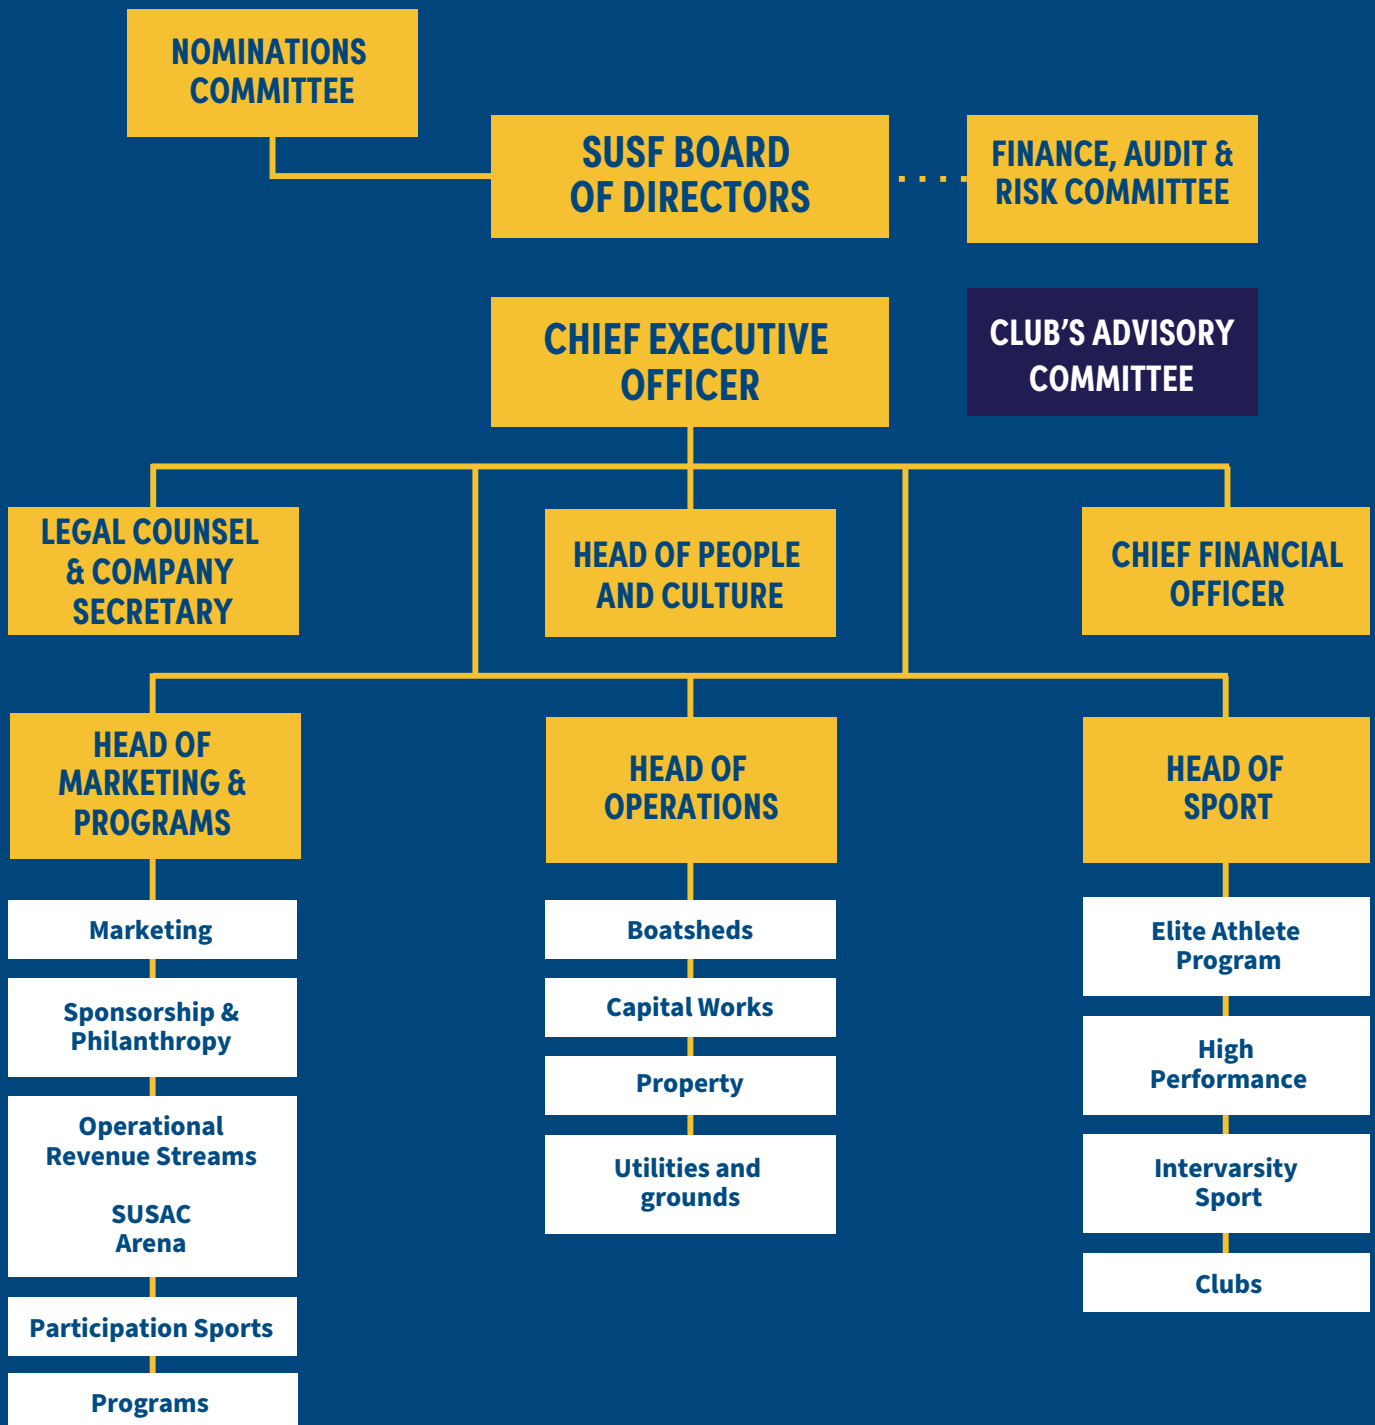 NOMINATIONS
COMMITTEE
SUSF BOARD
OF DIRECTORS
FINANCE, AUDIT &
RISK COMMITTEE
CHIEF EXECUTIVE
OFFICER
CLUB’S ADVISORY
COMMITTEE
LEGAL COUNSEL
& COMPANY
SECRETARY
HEAD OF PEOPLE
AND CULTURE
CHIEF FINANCIAL
OFFICER
HEAD OF
MARKETING &
PROGRAMS
HEAD OF
OPERATIONS
HEAD OF
SPORT
Marketing
Sponsorship &
Philanthropy
Operational
Revenue Streams
SUSAC
Arena
Participation Sports
Programs
Boatsheds
Capital Works
Property
Utilities and
grounds
Elite Athlete
Program
High
Performance
Intervarsity
Sport
Clubs